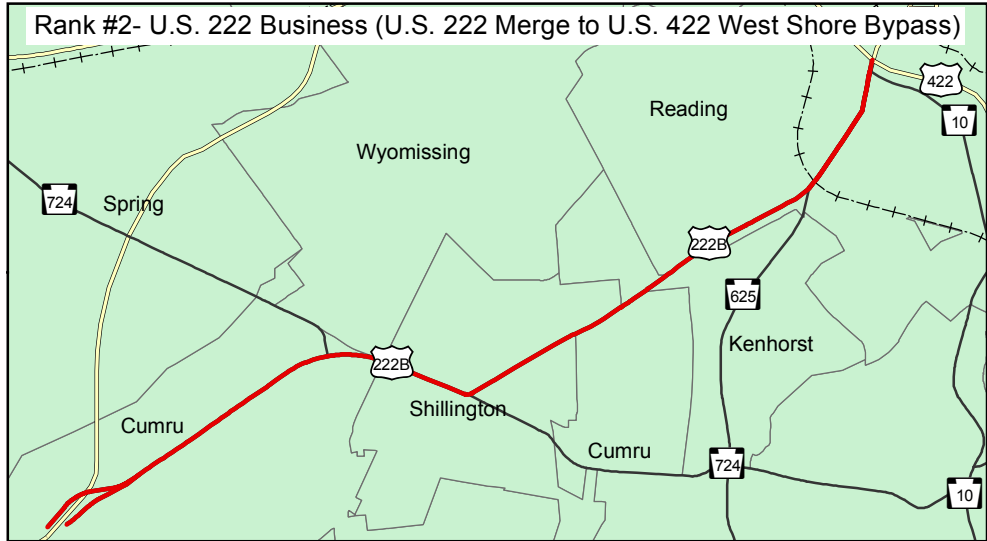 Rank #2- U.S. 222 Business (U.S. 222 Merge to U.S. 422 West Shore Bypass)
422
Reading
10
Wyomissing
724
Spring
222B
625
Kenhorst
222B
Shillington
Cumru
Cumru
724
10